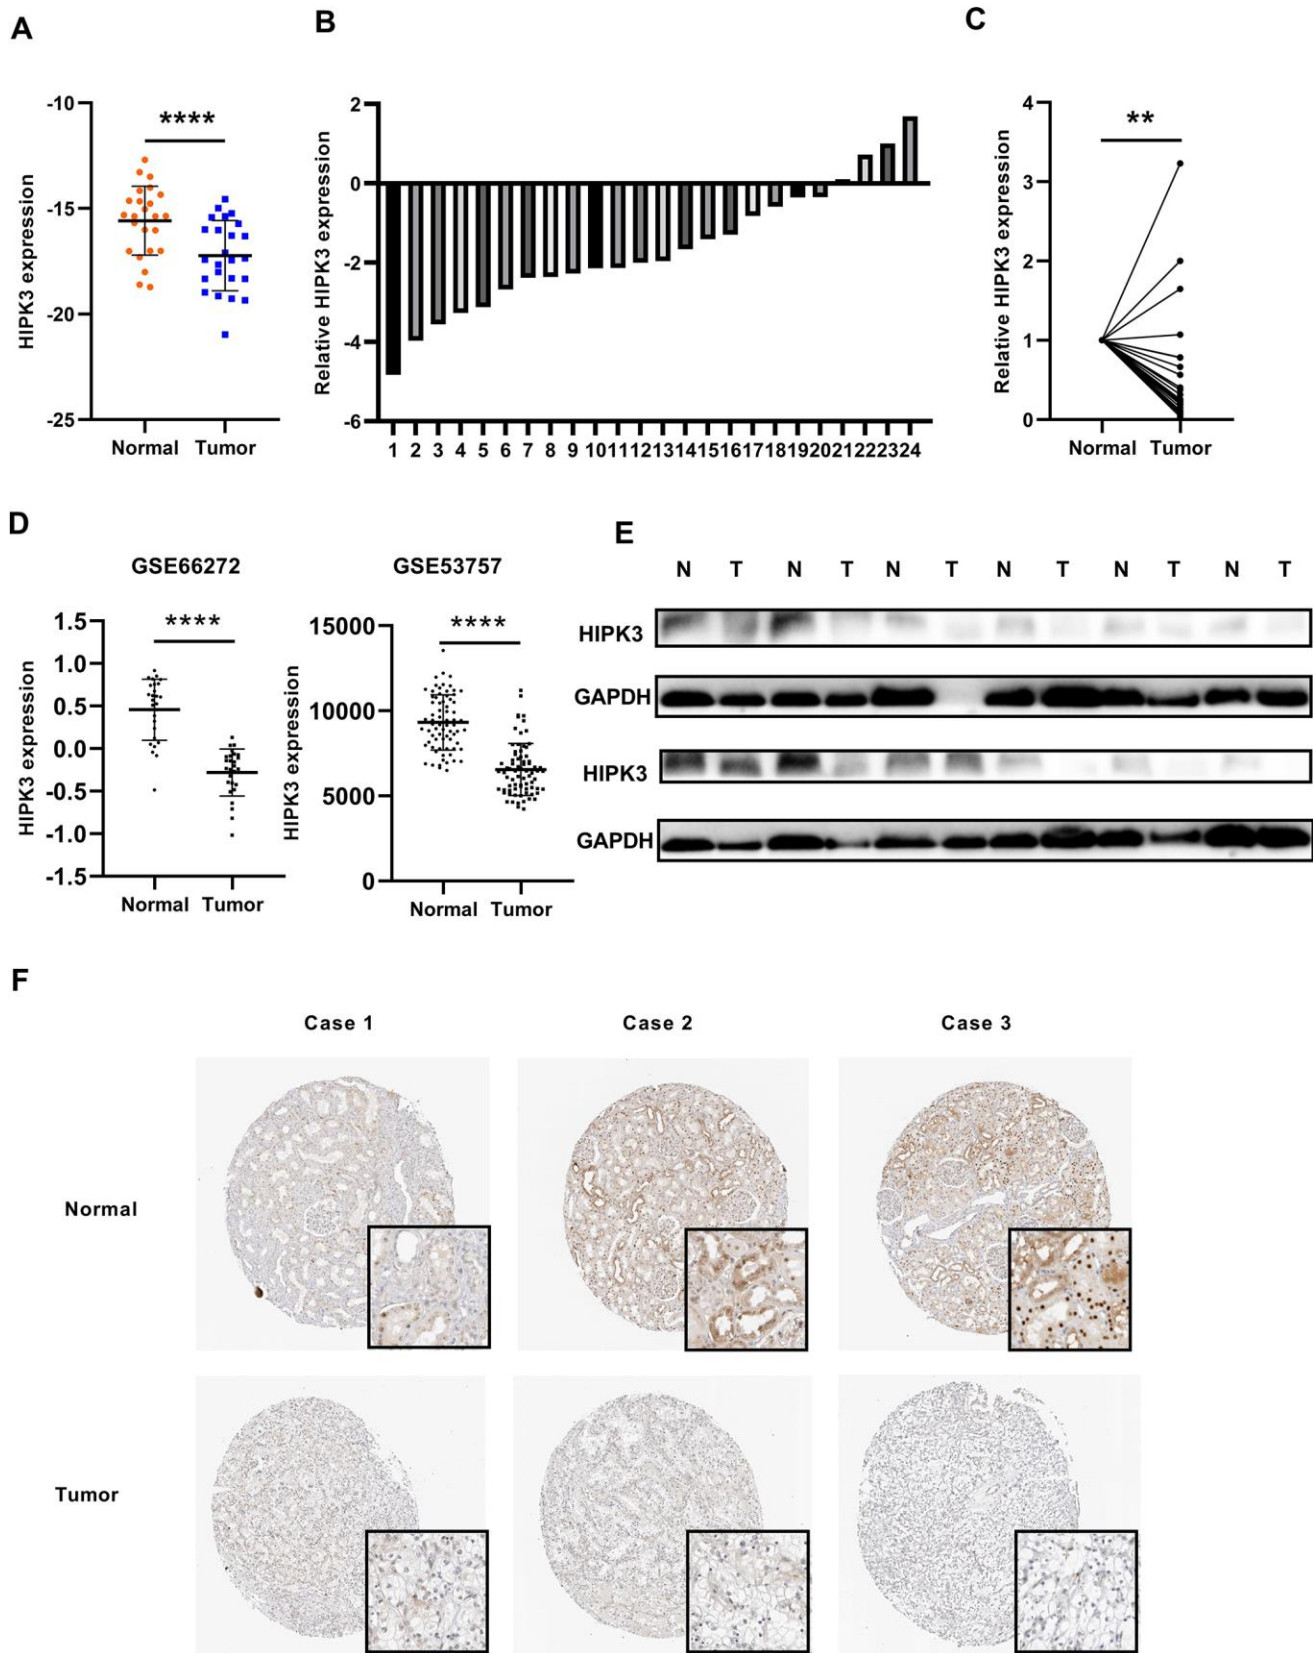 A
B
C
HIPK3 expression
-10
-15
-20
-25
****
Normal Tumor
Relative HIPK3 expression
2
0
-2
-4
-6
1 2 3 4 5 6 7 8 9 10 11 12 13 14 15 16 17 18 19 20 21 22 23 24
Relative HIPK3 expression
4
3
2
1
0
**
Normal Tumor
D
E
GSE66272
HIPK3 expression
1.5
1.0
0.5
0.0
-0.5
-1.0
-1.5
****
Normal Tumor
GSE53757
HIPK3 expression
15000
10000
5000
0
****
Normal Tumor
N T N T N T N T N T N T
HIPK3
GAPDH
HIPK3
GAPDH
F
Case 1 Case 2 Case 3
Normal
Tumor